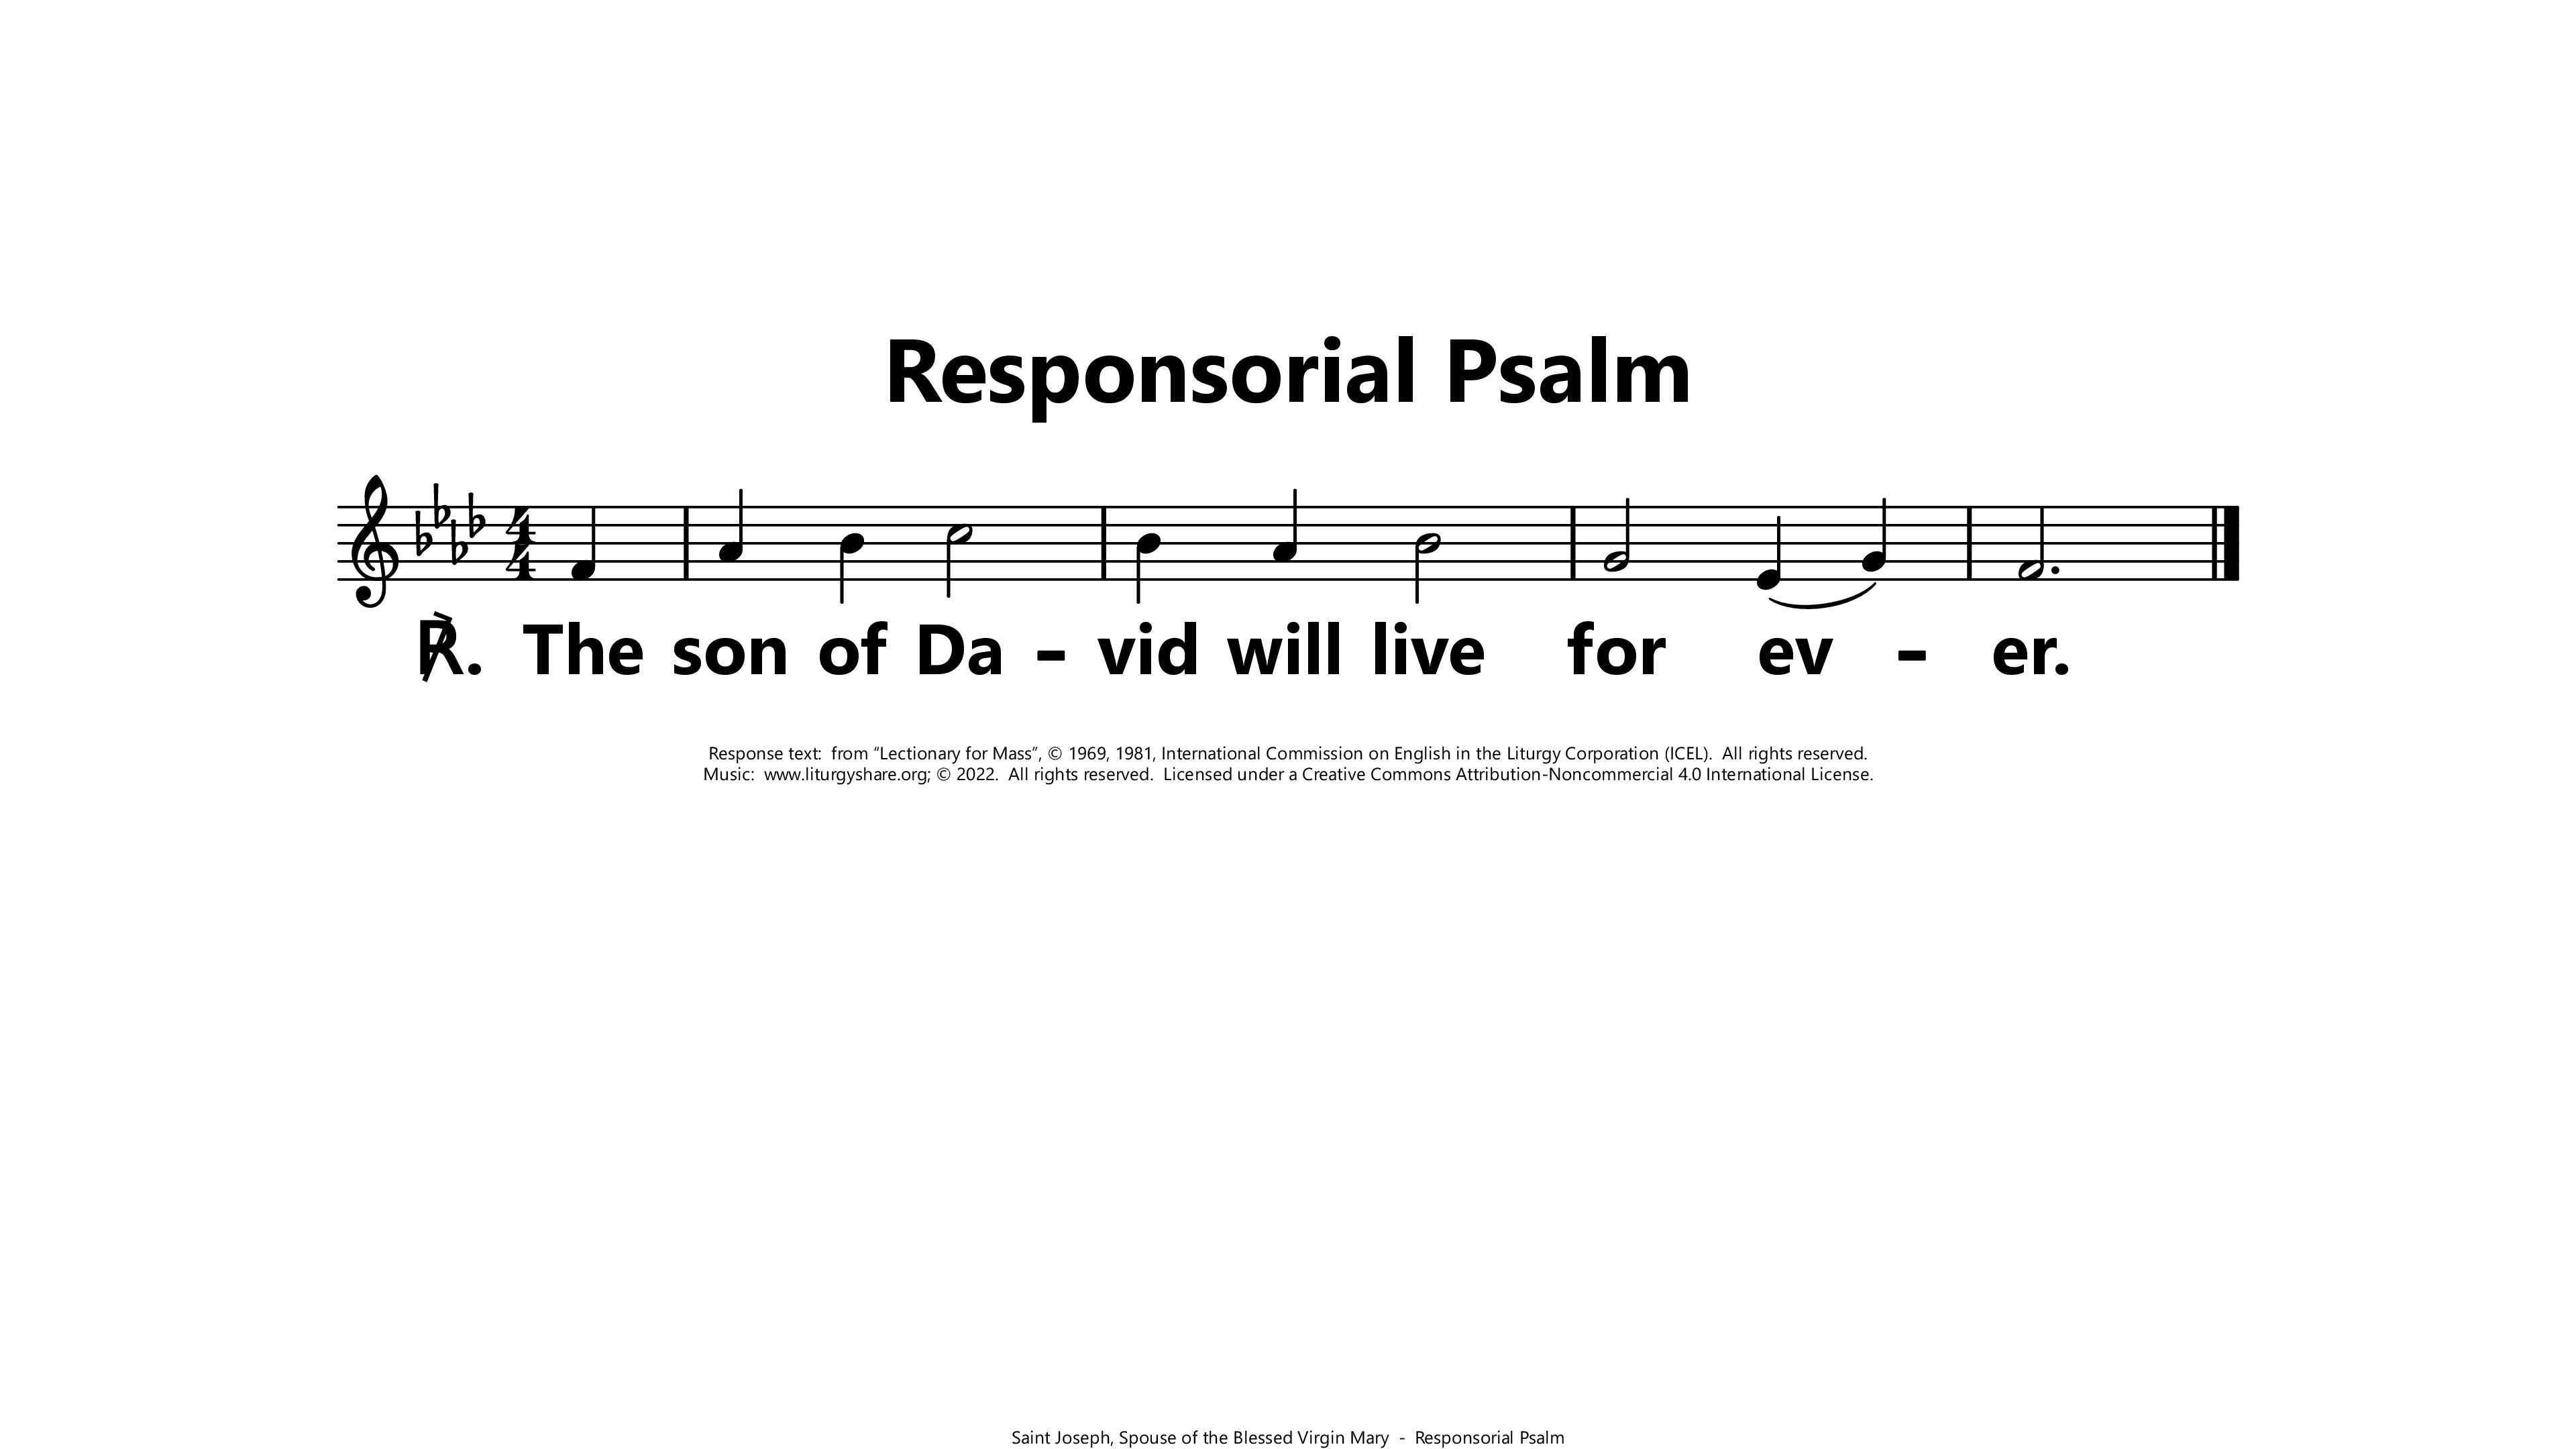 Responsorial Psalm
℟. The son of Da - vid will live for ev - er.
Response text:  from “Lectionary for Mass”, © 1969, 1981, International Commission on English in the Liturgy Corporation (ICEL).  All rights reserved.
Music:  www.liturgyshare.org; © 2022.  All rights reserved.  Licensed under a Creative Commons Attribution-Noncommercial 4.0 International License.
Saint Joseph, Spouse of the Blessed Virgin Mary  -  Responsorial Psalm